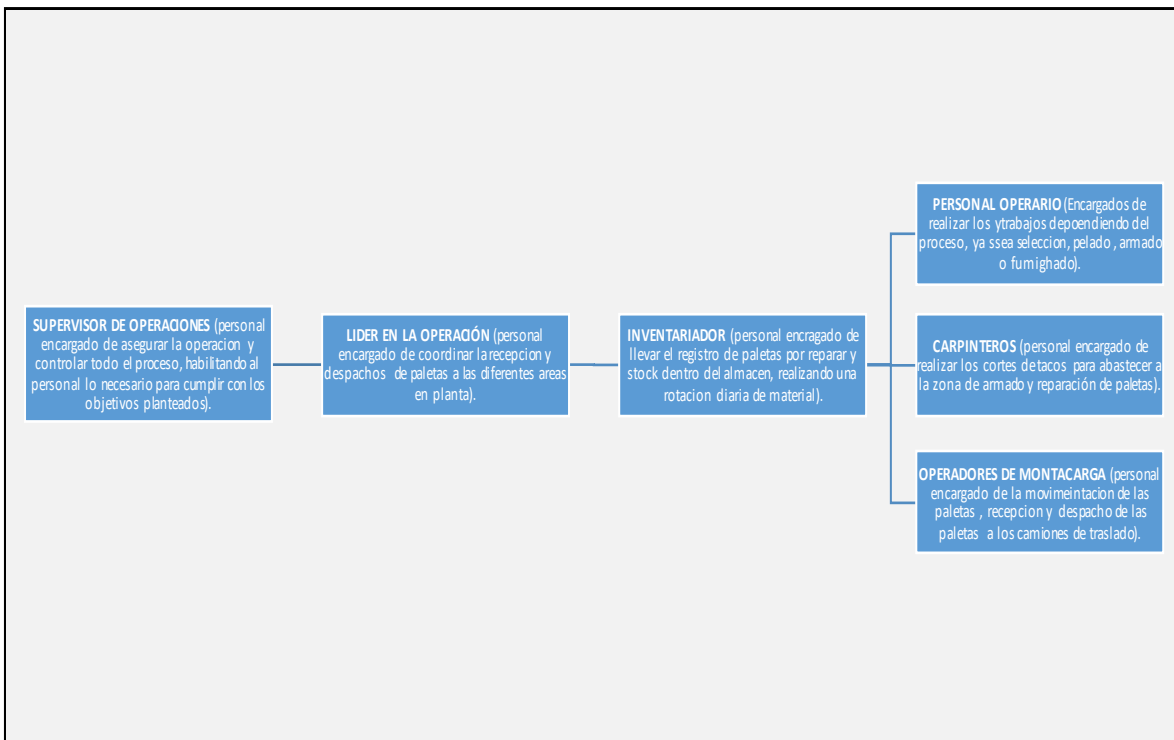 SUPERVISOR DE OPERACIONES (personal
encargado de asegurar la operacion y
controlar todo el proceso, habilitando al
personal lo necesario para cumplir con los
objetivos planteados).
LIDER EN LA OPERACIÓN (personal
encargado de coordinar la recepcion y
despachos de paletas a las diferentes areas
en planta).
INVENTARIADOR (personal encragado de
llevar el registro de paletas por reparar y
stock dentro del almacen, realizando una
rotacion diaria de material).
PERSONAL OPERARIO (Encargados de
realizar los ytrabajos depoendiendo del
proceso, ya ssea seleccion, pelado , armado
o fumighado).
CARPINTEROS (personal encargado de
realizar los cortes detacos para abastecer a
la zona de armado y reparación de paletas).
OPERADORES DE MONTACARGA (personal
encargado de la movimeintacion de las
paletas , recepcion y despacho de las
paletas a los camiones de traslado).